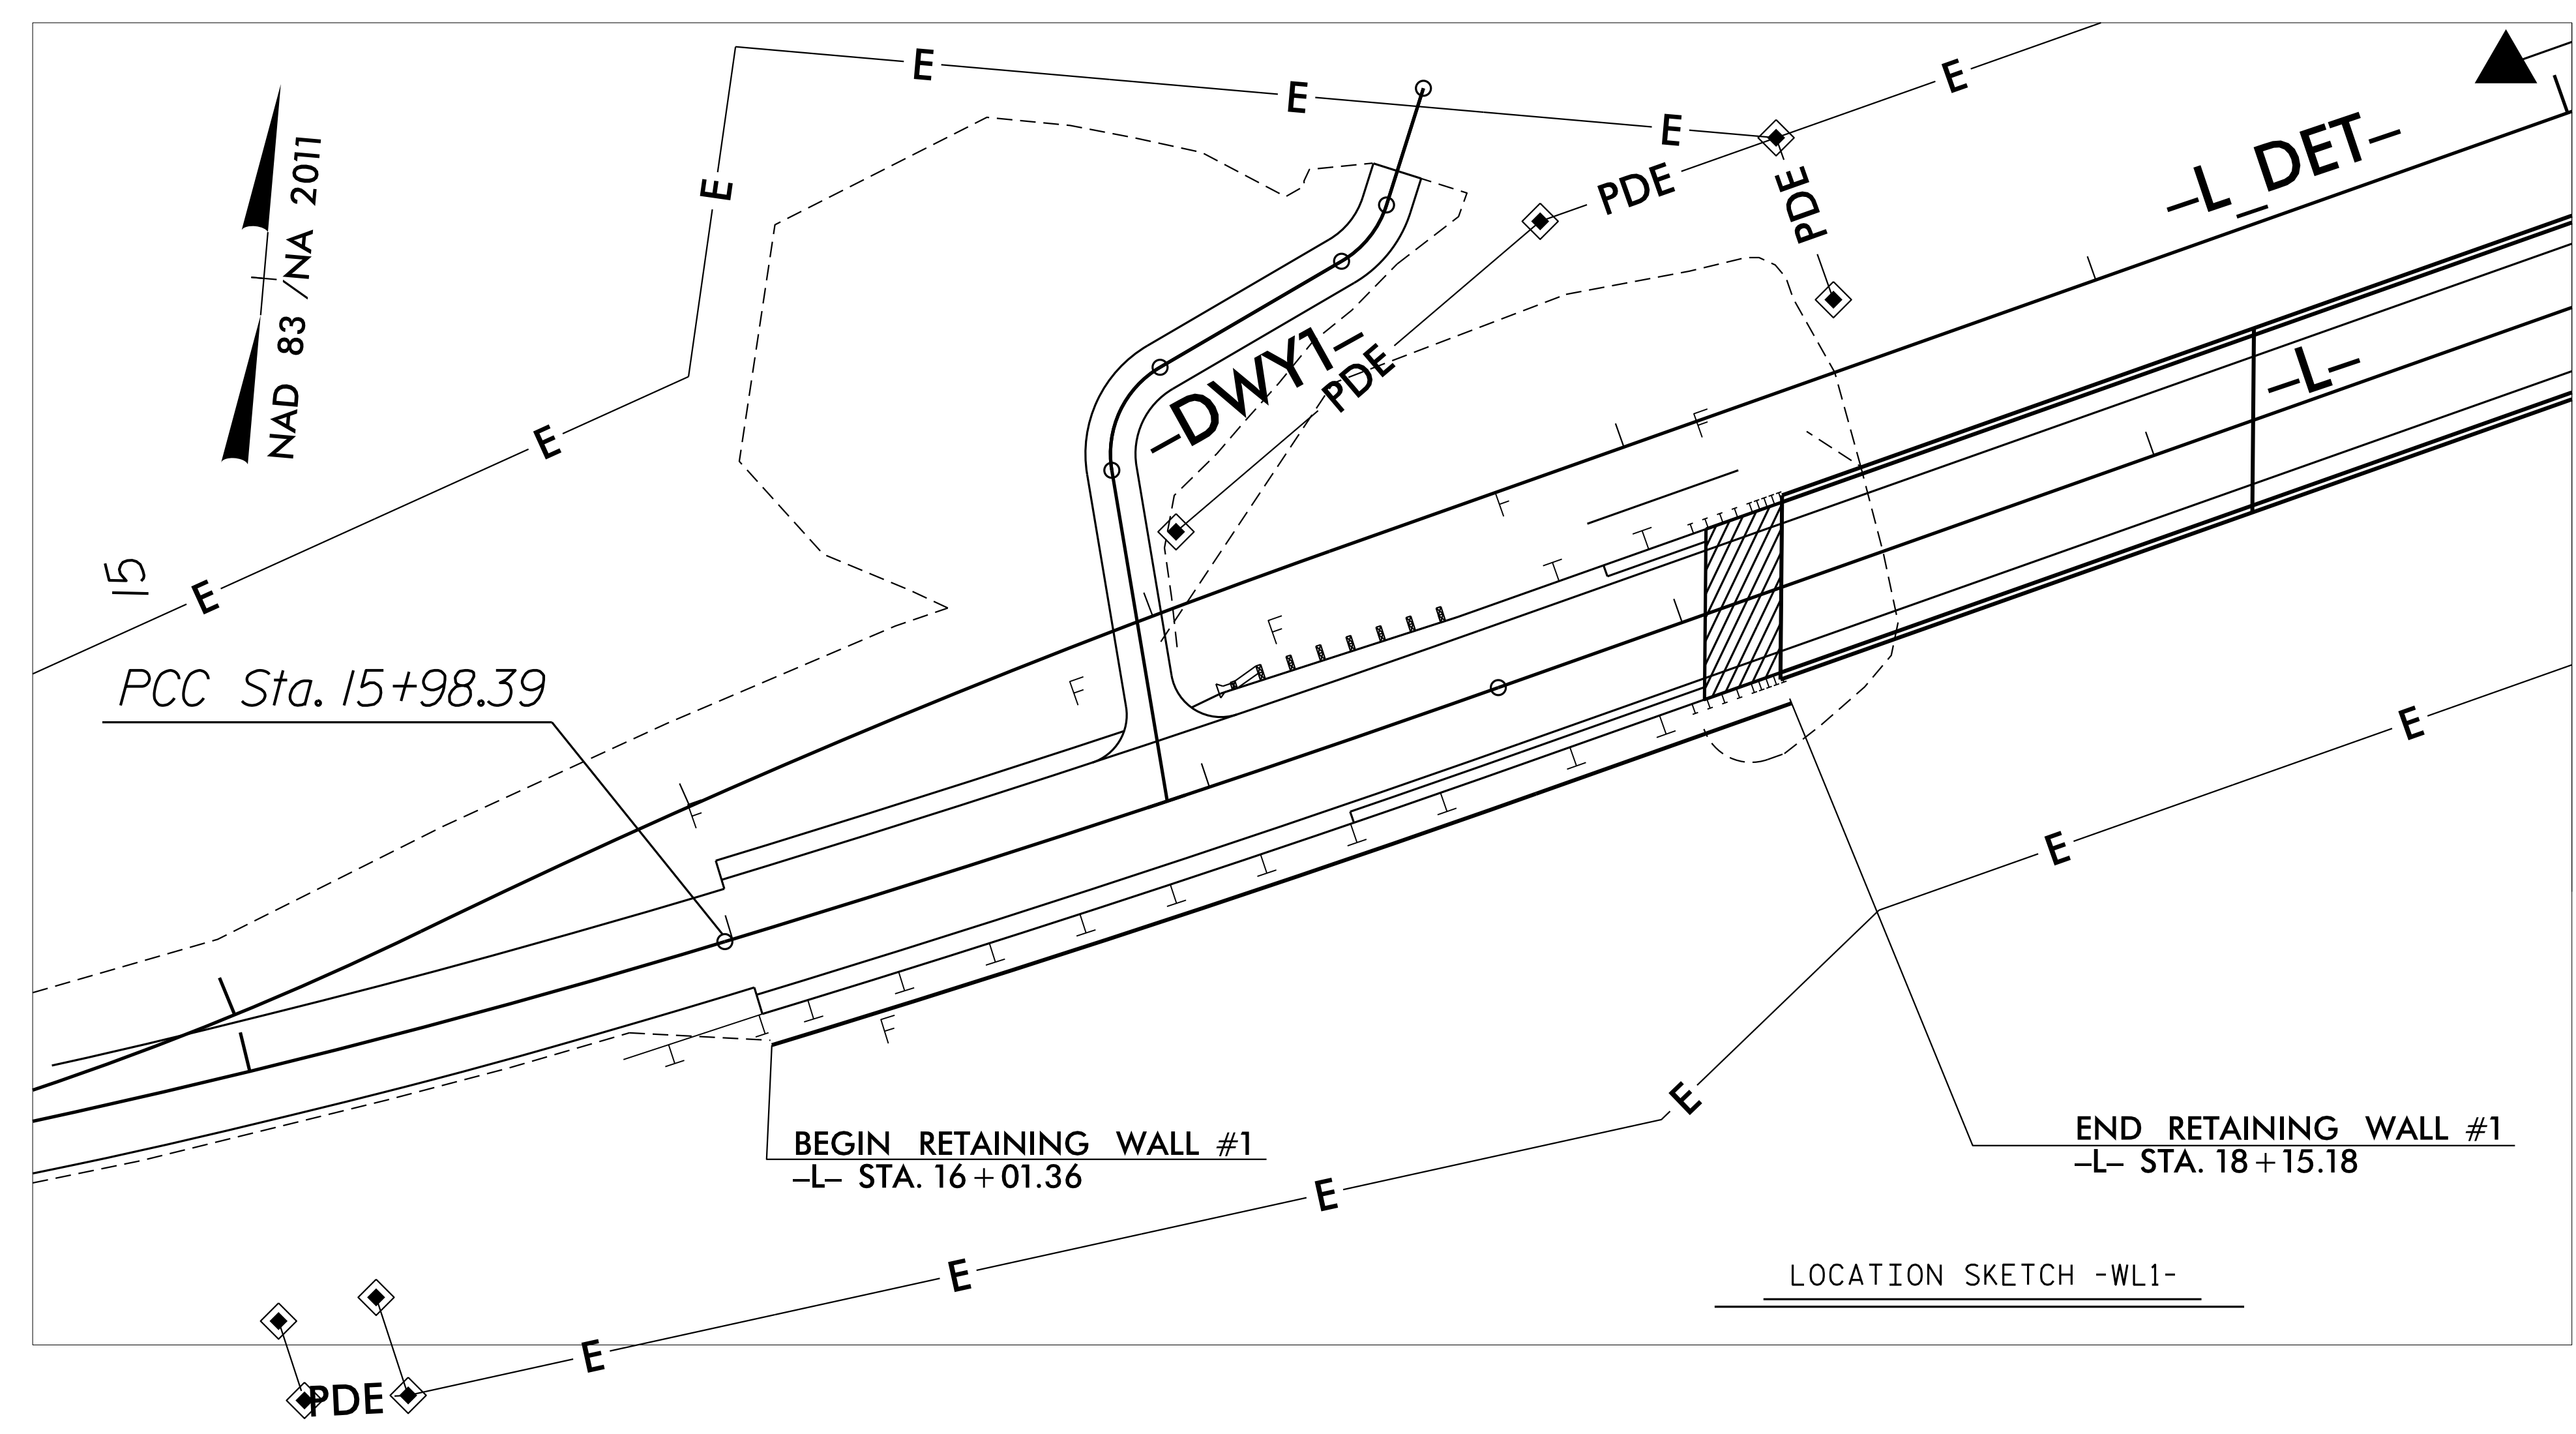 E
E
E
E
E
PDE
PDE
–L_DET–
NAD 83 /NA 2011
–DWY1–
PDE
–L–
E
15
E
PCC Sta. 15+98.39
F
F
F
F
E
E
F
E
BEGIN RETAINING WALL #1
–L– STA. 16+01.36
END RETAINING WALL #1
–L– STA. 18+15.18
E
E
LOCATION SKETCH -WL1-
E
PDE